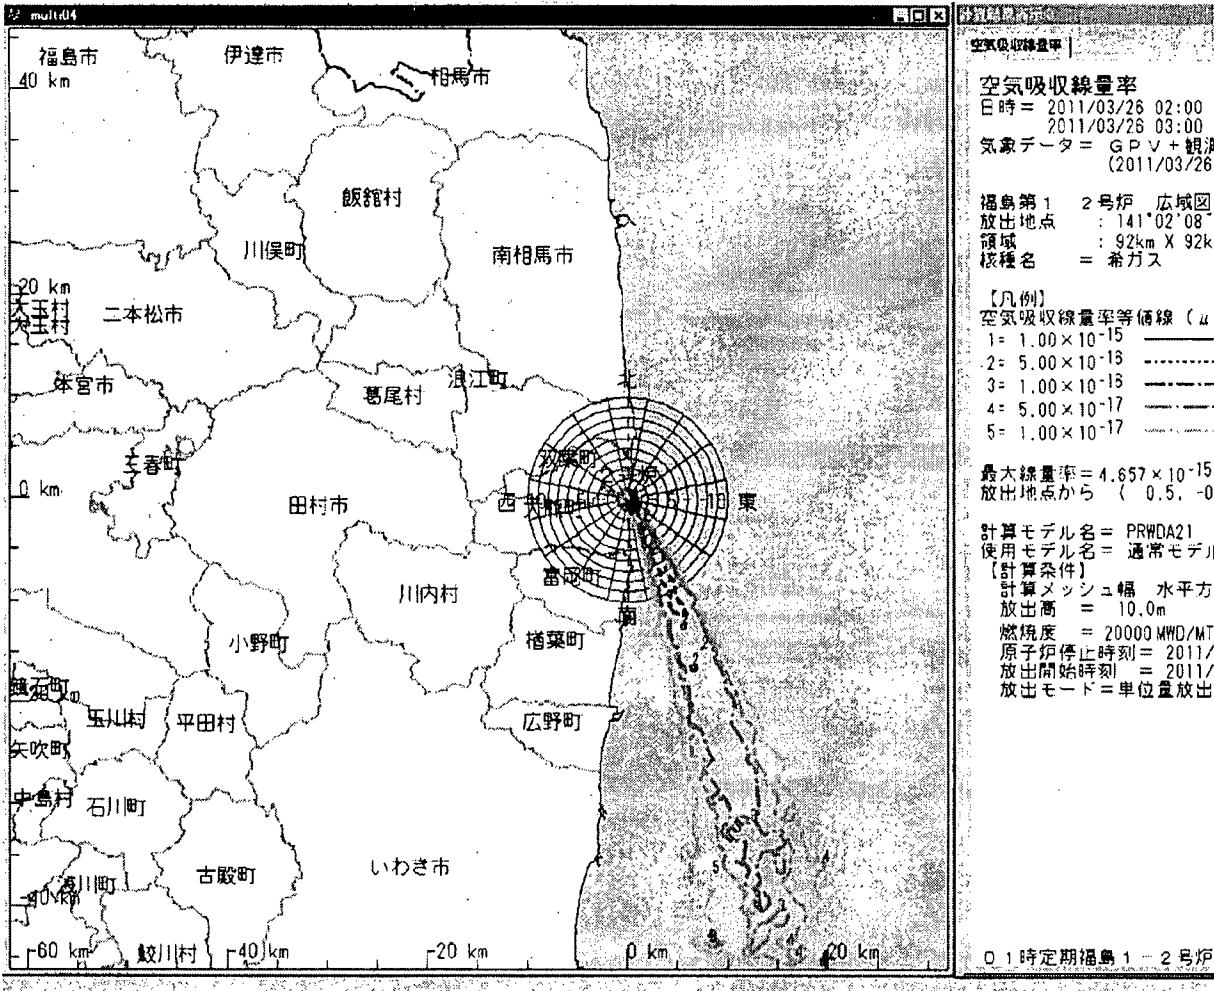 multi04
福島市
伊達市
相馬市
40 km
飯舘村
川俣町
南相馬市
20 km
大玉村
大玉村
二本松市
本宮市
葛尾村
浪江町
北
三春町
双葉町
0 km
田村市
西
10
東
富岡町
川内村
南
小野町
楢葉町
鏡石町
玉川村
平田村
広野町
矢吹町
中島村
石川町
古殿町
いわき市
5
4
鮫川村
-60 km
-40 km
-20 km
0 km
20 km
空気吸収線量率
空気吸収線量率
日時= 2011/03/26 02:00
2011/03/26 03:00
気象データ= GPV+観測
(2011/03/26
福島第1 2号炉 広域図
放出地点 : 141°02'08"
領域 : 92km X 92k
核種名 = 希ガス
【凡例】
空気吸収線量率等値線 (μ
1= 1.00×10⁻¹⁵
2= 5.00×10⁻¹⁶
3= 1.00×10⁻¹⁶
4= 5.00×10⁻¹⁷
5= 1.00×10⁻¹⁷
最大線量率=4.657×10⁻¹⁵
放出地点から ( 0.5, -0
計算モデル名= PRWDA21
使用モデル名= 通常モデル
【計算条件】
計算メッシュ幅 水平方
放出高 = 10.0m
燃焼度 = 20000MWD/MT
原子炉停止時刻= 2011/
放出開始時刻 = 2011/
放出モード=単位量放出
01時定期福島1-2号炉